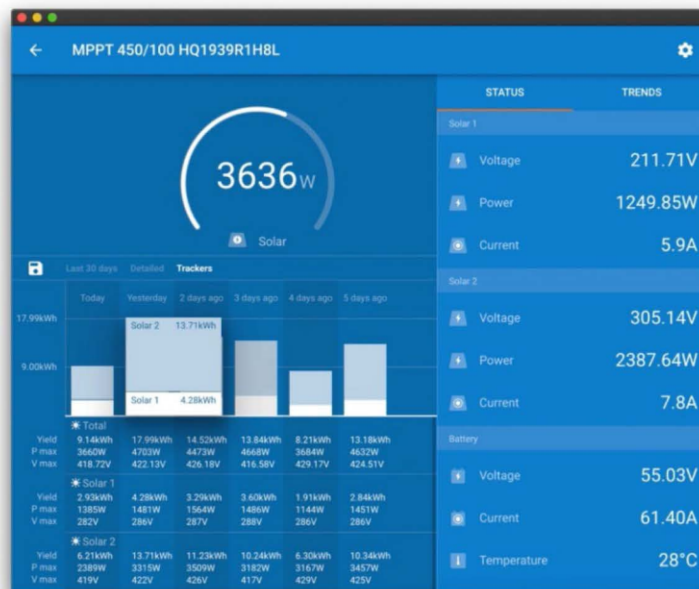 MPPT 450/100 HQ1939R1H8L
3636W
Solar
Last 30 days Detailed Trackers
Today Yesterday 2 days ago 3 days ago 4 days ago 5 days ago
17.99kWh
Solar 2 13.71kWh
9.00kWh
Solar 1 4.28kWh
Total
Yield 9.14kWh 17.99kWh 14.52kWh 13.84kWh 8.21kWh 13.18kWh
P max 3660W 4703W 4473W 4668W 3684W 4632W
V max 418.72V 422.13V 426.18V 416.58V 429.17V 424.51V
Solar 1
Yield 2.93kWh 4.28kWh 3.29kWh 3.60kWh 1.91kWh 2.84kWh
P max 1385W 1481W 1564W 1486W 1144W 1451W
V max 282V 286V 287V 288V 286V 286V
Solar 2
Yield 6.21kWh 13.71kWh 11.23kWh 10.24kWh 6.30kWh 10.34kWh
P max 2389W 3315W 3509W 3182W 3167W 3457W
V max 419V 422V 426V 417V 429V 425V
STATUS TRENDS
Solar 1
Voltage 211.71V
Power 1249.85W
Current 5.9A
Solar 2
Voltage 305.14V
Power 2387.64W
Current 7.8A
Battery
Voltage 55.03V
Current 61.40A
Temperature 28°C